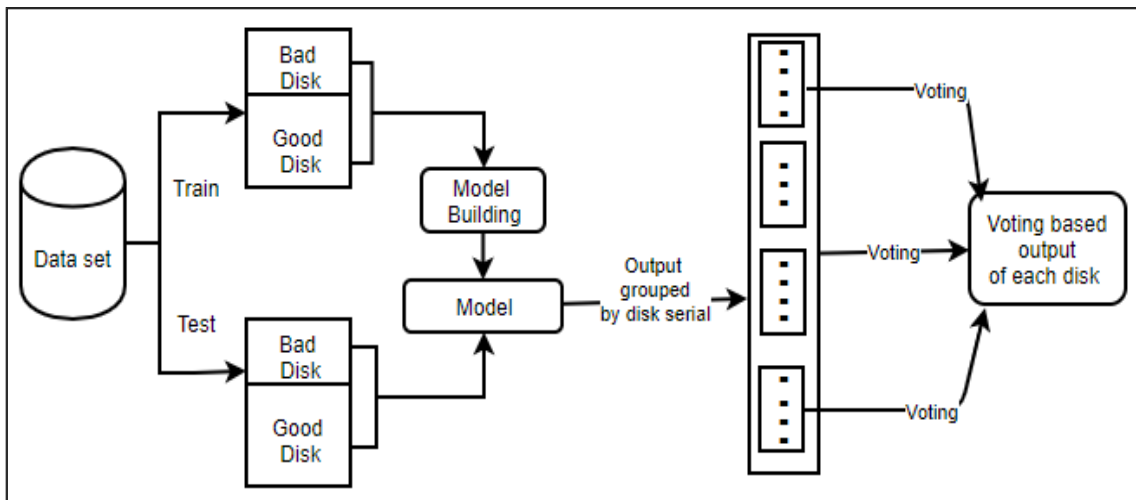 Data set
Train
Test
Bad
Disk
Good
Disk
Bad
Disk
Good
Disk
Model
Building
Model
Output
grouped
by disk serial
Voting
Voting
Voting
Voting based
output
of each disk